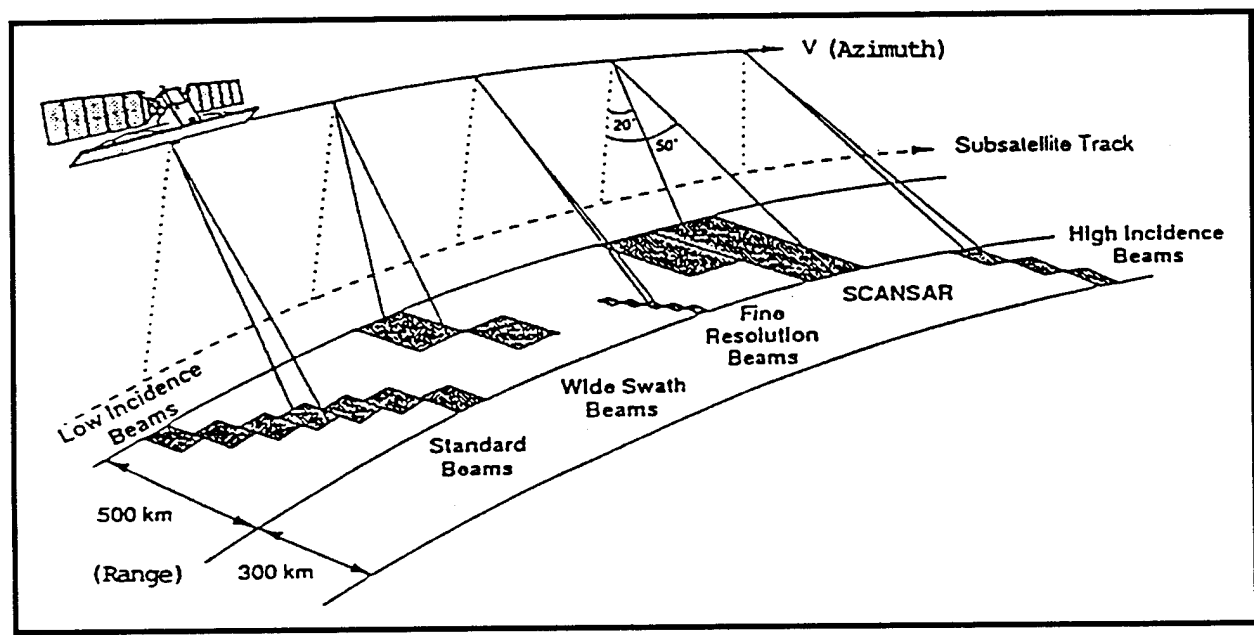 V (Azimuth)
20°
50°
Subsatellite Track
High Incidence
Beams
SCANSAR
Fine
Resolution
Beams
Wide Swath
Beams
Low Incidence
Beams
Standard
Beams
500 km
(Range)
300 km